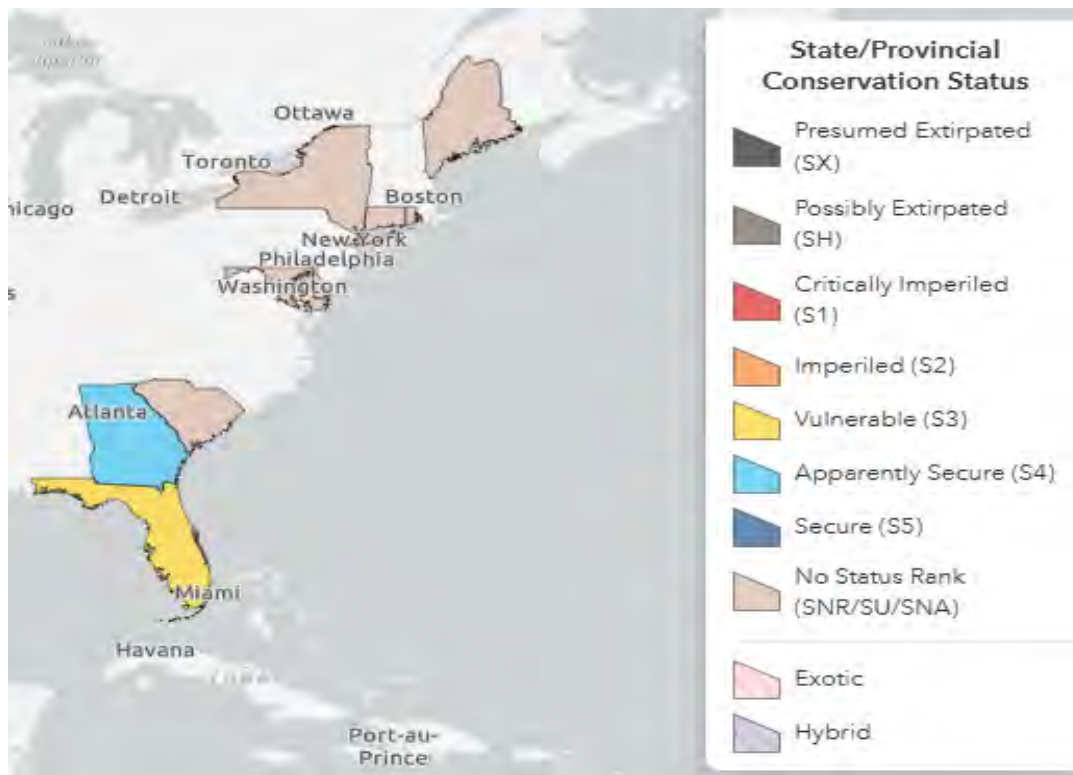 Ottawa
Toronto
Detroit
Boston
hicago
New York
Philadelphia
Washington
s
Atlanta
Miami
Havana
Port-au-
Prince
State/Provincial
Conservation Status
Presumed Extirpated
(SX)
Possibly Extirpated
(SH)
Critically Imperiled
(S1)
Imperiled (S2)
Vulnerable (S3)
Apparently Secure (S4)
Secure (S5)
No Status Rank
(SNR/SU/SNA)
Exotic
Hybrid